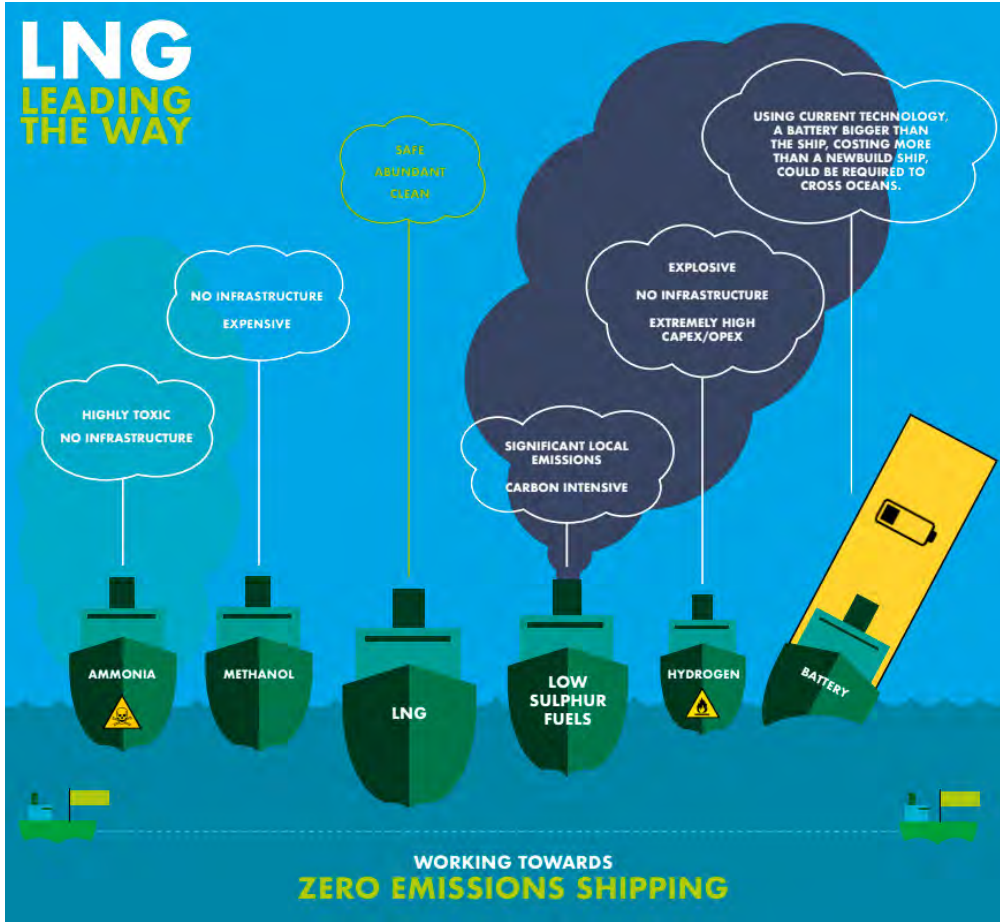 LNG
LEADING
THE WAY
SAFE
ABUNDANT
CLEAN
USING CURRENT TECHNOLOGY,
A BATTERY BIGGER THAN
THE SHIP, COSTING MORE
THAN A NEWBUILD SHIP,
COULD BE REQUIRED TO
CROSS OCEANS.
NO INFRASTRUCTURE
EXPENSIVE
EXPLOSIVE
NO INFRASTRUCTURE
EXTREMELY HIGH
CAPEX/OPEX
HIGHLY TOXIC
NO INFRASTRUCTURE
SIGNIFICANT LOCAL
EMISSIONS
CARBON INTENSIVE
AMMONIA
METHANOL
LNG
LOW
SULPHUR
FUELS
HYDROGEN
BATTERY
WORKING TOWARDS
ZERO EMISSIONS SHIPPING